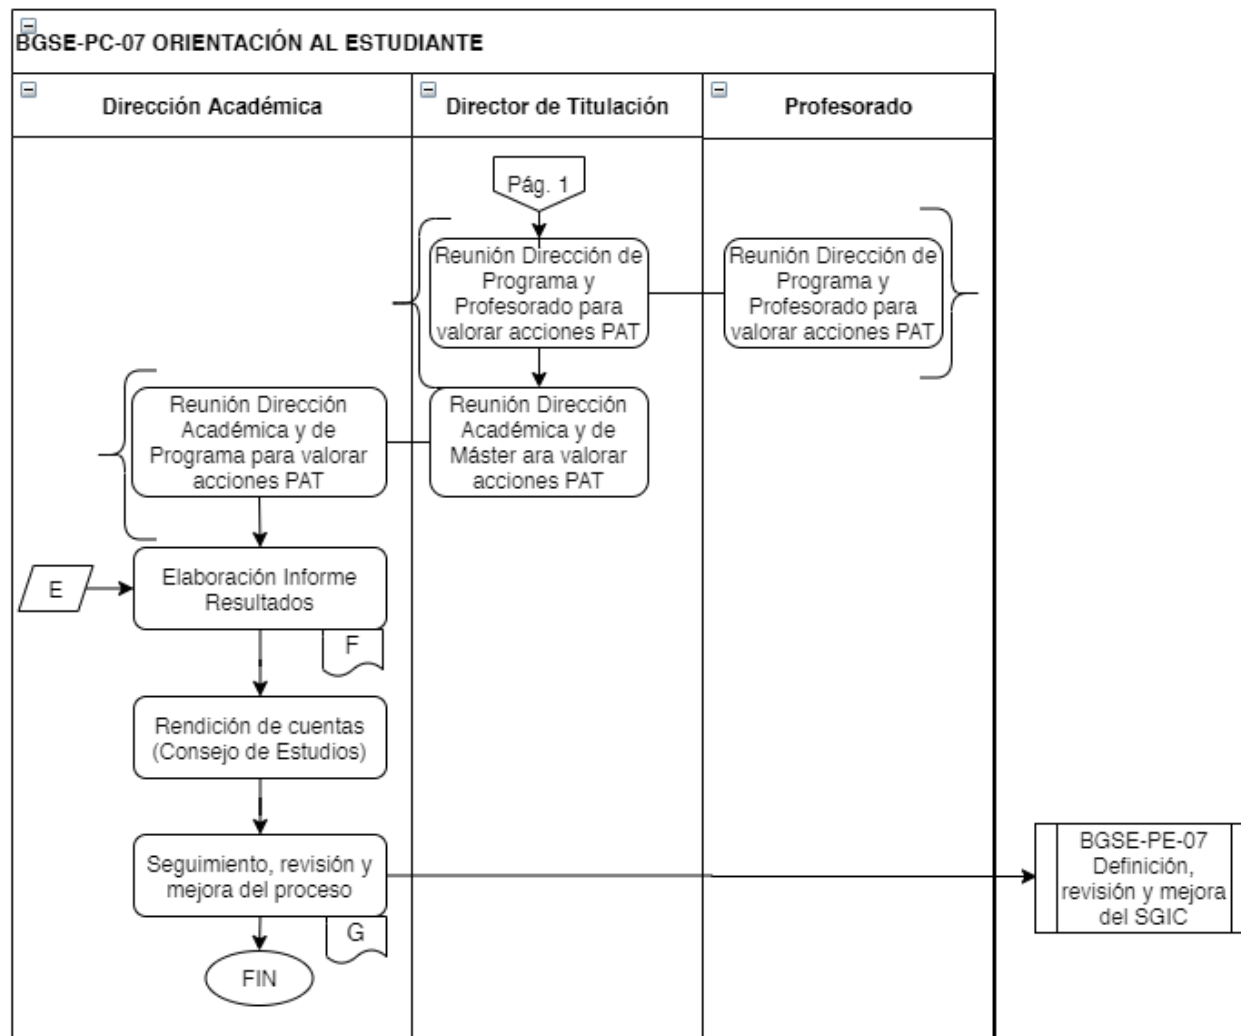 BGSE-PC-07 ORIENTACIÓN AL ESTUDIANTE
Dirección Académica
Director de Titulación
Profesorado
Pág. 1
Reunión Dirección de
Programa y
Profesorado para
valorar acciones PAT
Reunión Dirección de
Programa y
Profesorado para
valorar acciones PAT
Reunión Dirección
Académica y de
Programa para valorar
acciones PAT
Reunión Dirección
Académica y de
Máster ara valorar
acciones PAT
E
Elaboración Informe
Resultados
F
Rendición de cuentas
(Consejo de Estudios)
Seguimiento, revisión y
mejora del proceso
G
BGSE-PE-07
Definición,
revisión y mejora
del SGIC
FIN